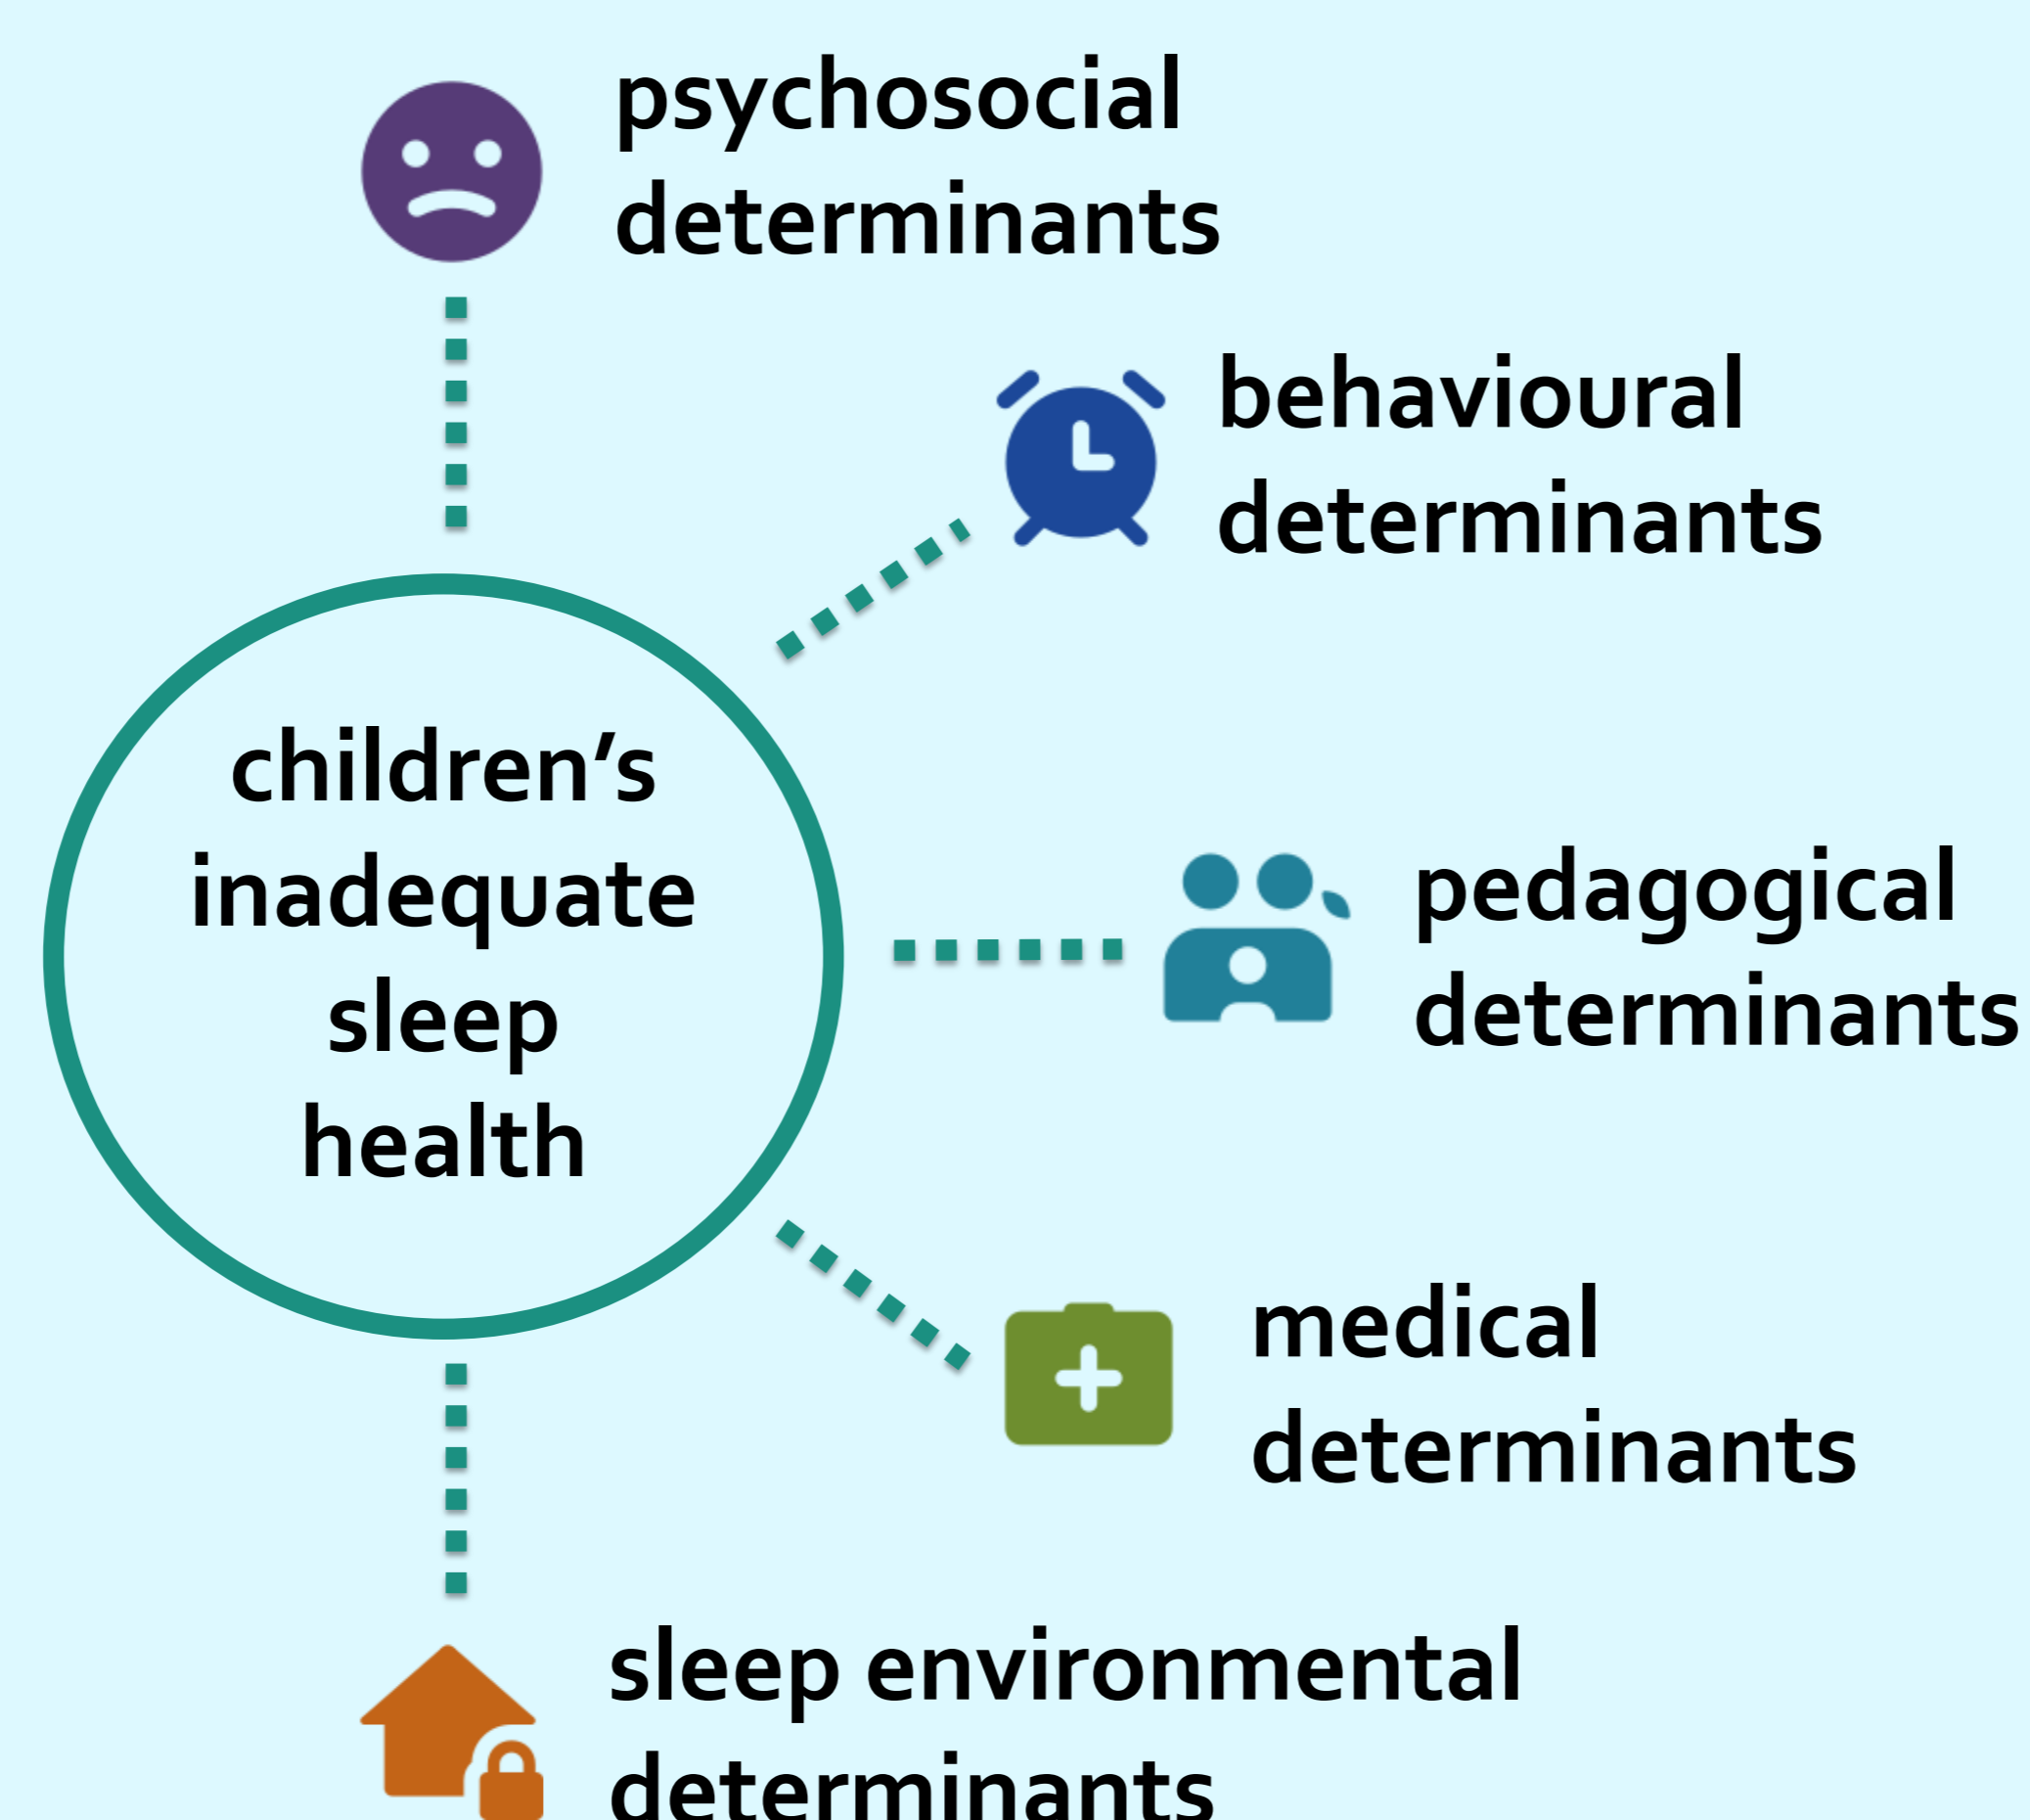 psychosocial
determinants
behavioural
determinants
children’s
inadequate
sleep
health
pedagogical
determinants
medical
determinants
sleep environmental
determinants